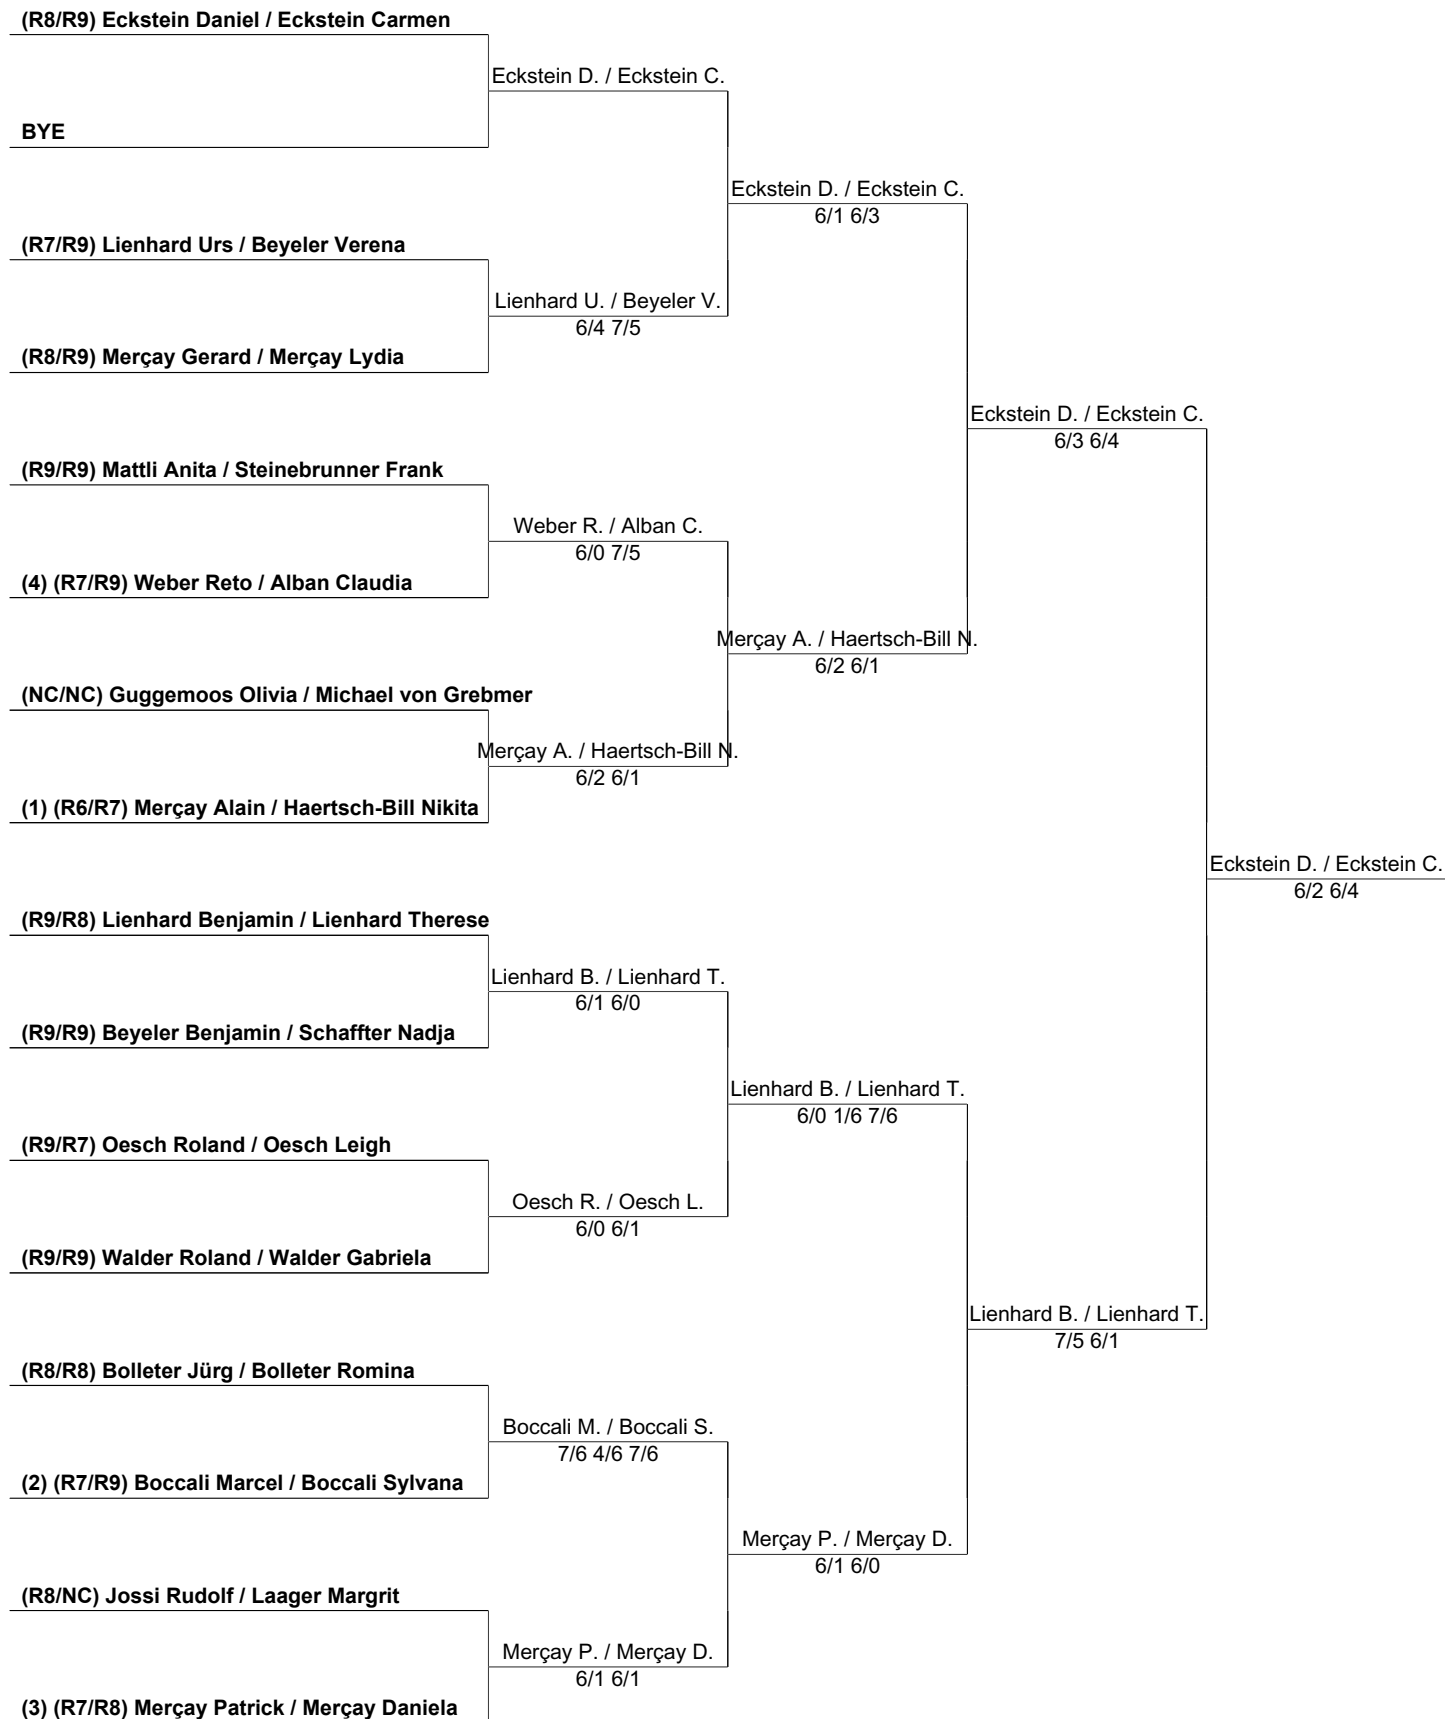 (R8/R9) Eckstein Daniel / Eckstein Carmen
Eckstein D. / Eckstein C.
BYE
Eckstein D. / Eckstein C.
6/1 6/3
(R7/R9) Lienhard Urs / Beyeler Verena
Lienhard U. / Beyeler V.
6/4 7/5
(R8/R9) Merçay Gerard / Merçay Lydia
Eckstein D. / Eckstein C.
6/3 6/4
(R9/R9) Mattli Anita / Steinebrunner Frank
Weber R. / Alban C.
6/0 7/5
(4) (R7/R9) Weber Reto / Alban Claudia
Merçay A. / Haertsch-Bill N.
6/2 6/1
(NC/NC) Guggemoos Olivia / Michael von Grebmer
Merçay A. / Haertsch-Bill N.
6/2 6/1
(1) (R6/R7) Merçay Alain / Haertsch-Bill Nikita
Eckstein D. / Eckstein C.
6/2 6/4
(R9/R8) Lienhard Benjamin / Lienhard Therese
Lienhard B. / Lienhard T.
6/1 6/0
(R9/R9) Beyeler Benjamin / Schaffter Nadja
Lienhard B. / Lienhard T.
6/0 1/6 7/6
(R9/R7) Oesch Roland / Oesch Leigh
Oesch R. / Oesch L.
6/0 6/1
(R9/R9) Walder Roland / Walder Gabriela
Lienhard B. / Lienhard T.
7/5 6/1
(R8/R8) Bolleter Jürg / Bolleter Romina
Boccali M. / Boccali S.
7/6 4/6 7/6
(2) (R7/R9) Boccali Marcel / Boccali Sylvana
Merçay P. / Merçay D.
6/1 6/0
(R8/NC) Jossi Rudolf / Laager Margrit
Merçay P. / Merçay D.
6/1 6/1
(3) (R7/R8) Merçay Patrick / Merçay Daniela